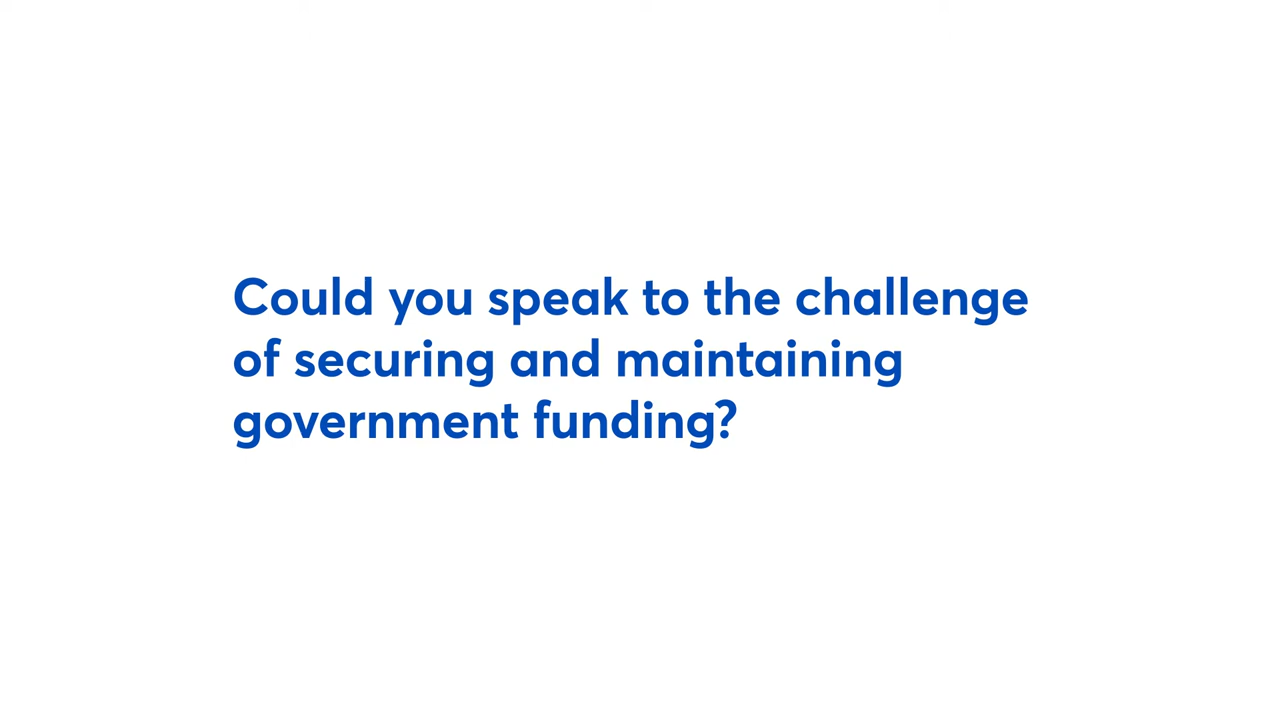 Could you speak to the challenge
of securing and maintaining
government funding?